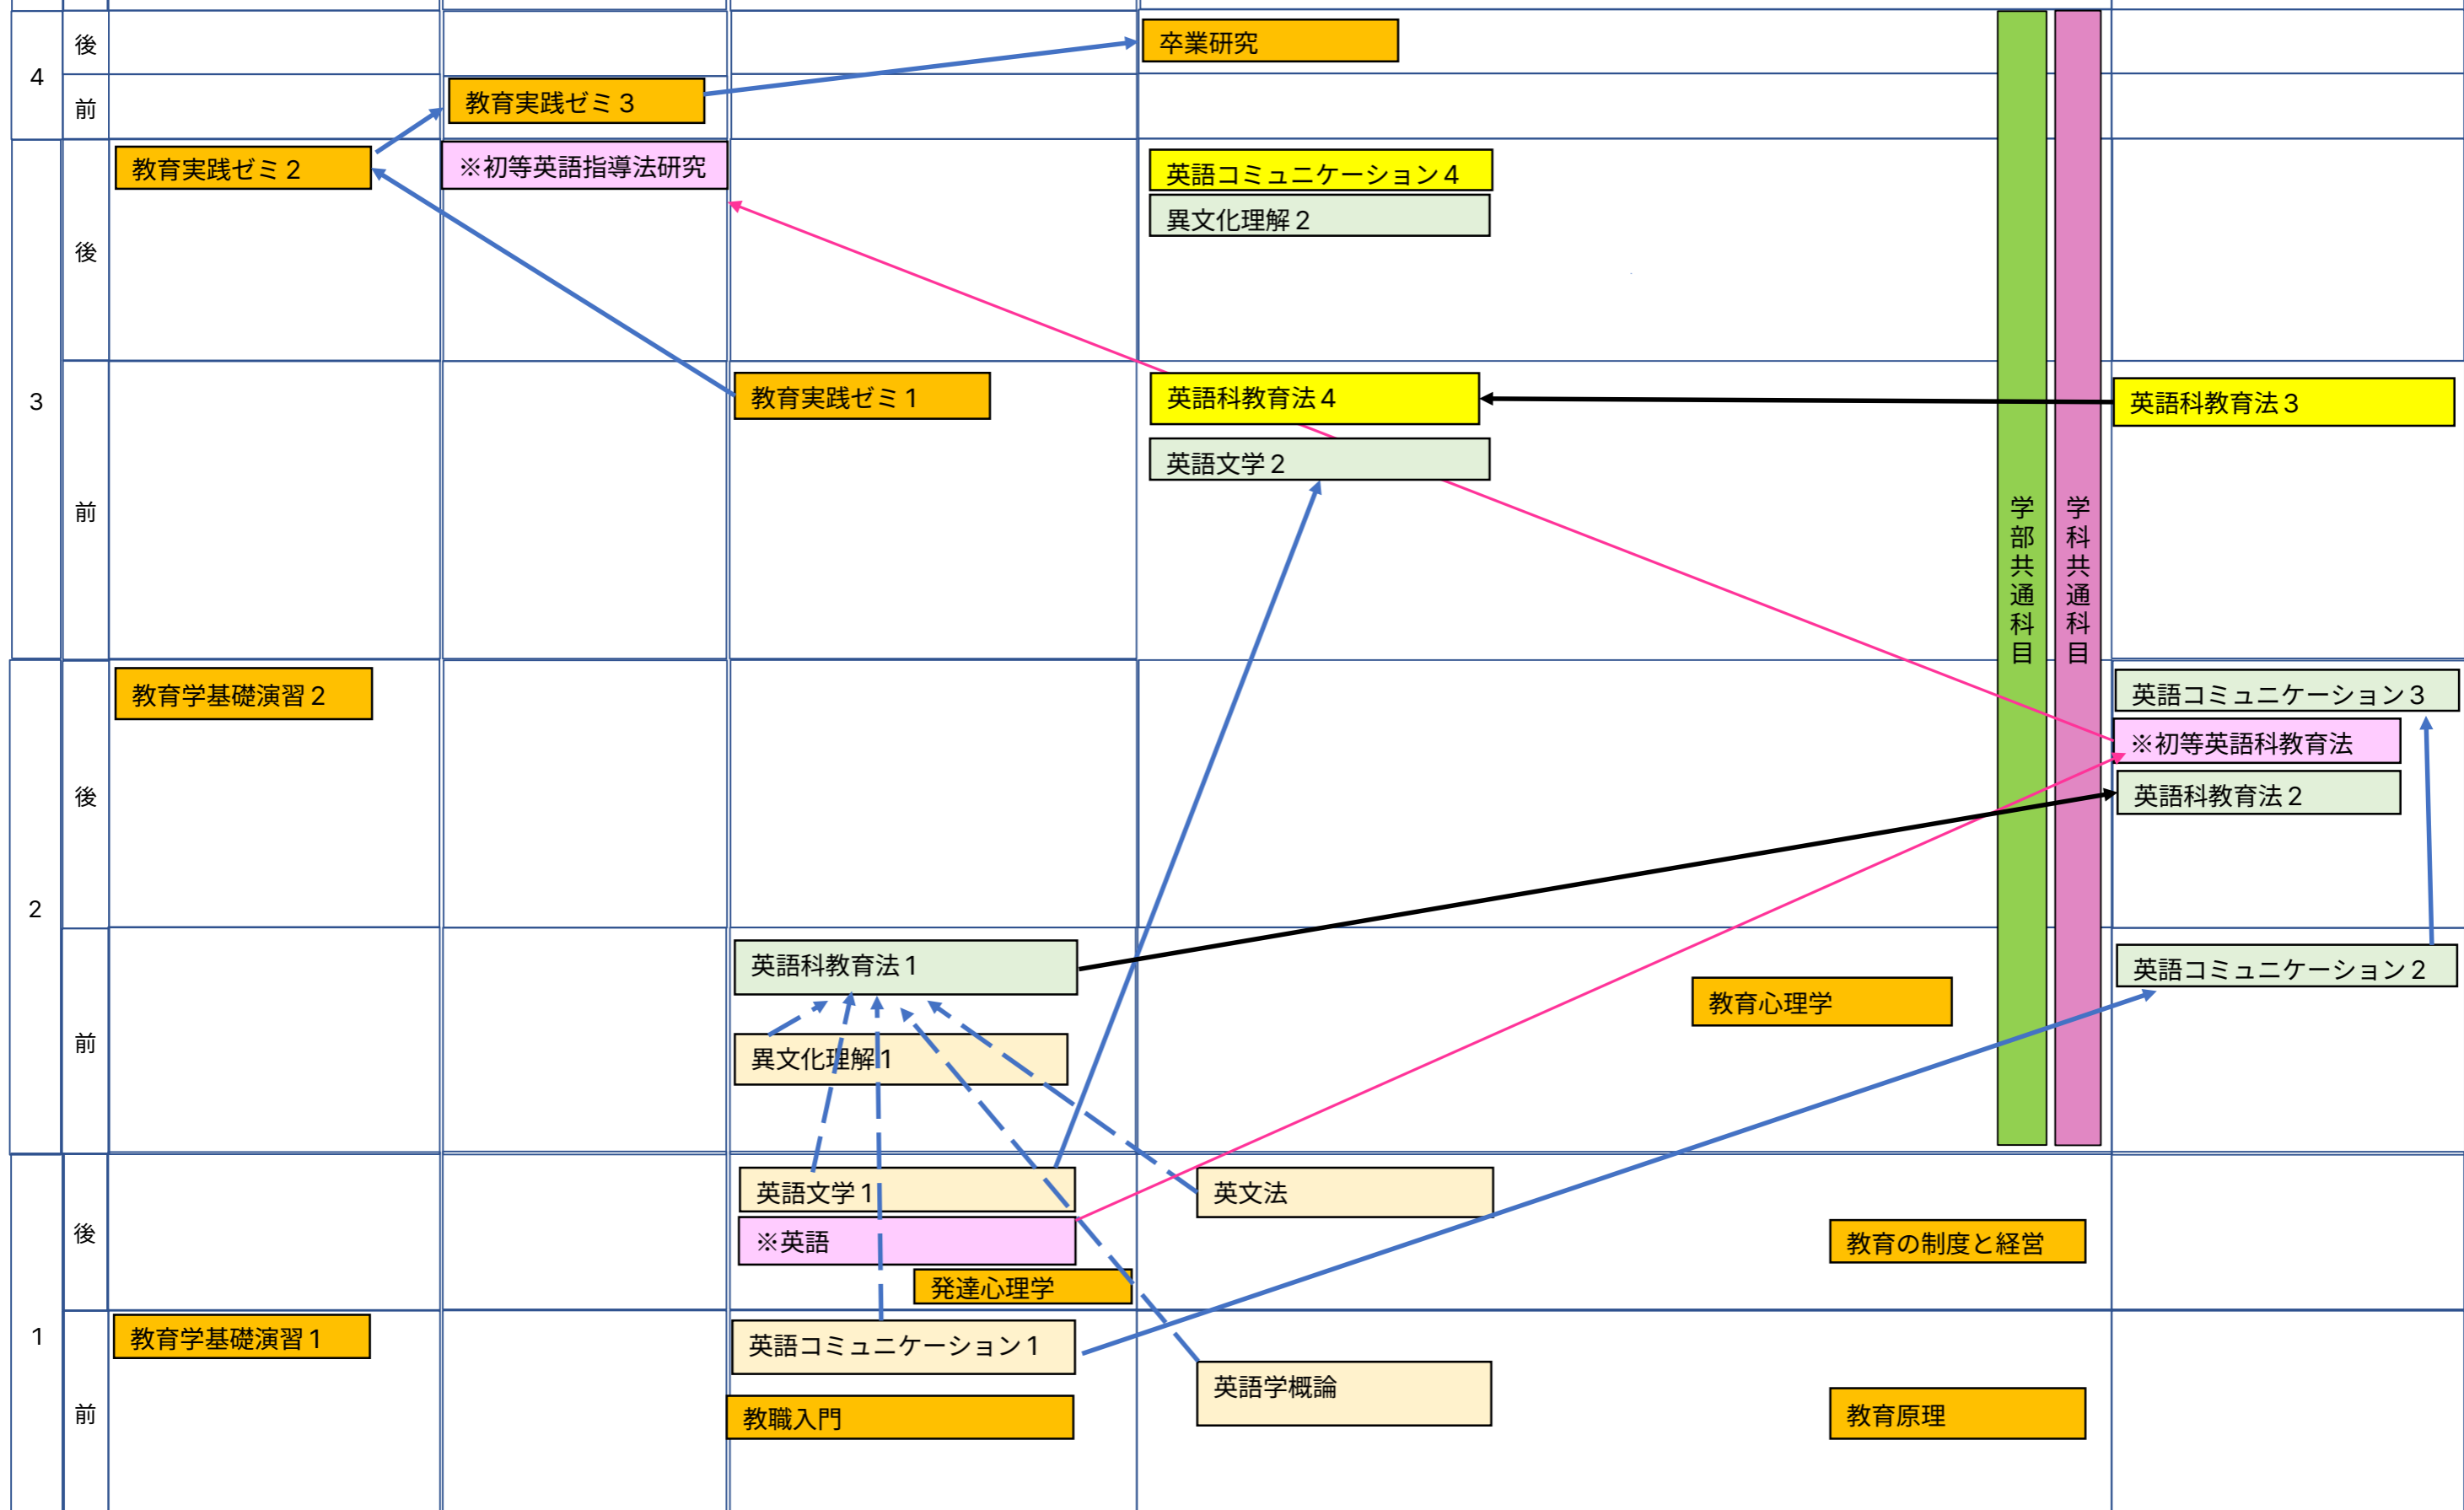 4
後
卒業研究
前
教育実践ゼミ3
3
後
教育実践ゼミ2
※初等英語指導法研究
英語コミュニケーション4
異文化理解2
前
教育実践ゼミ1
英語科教育法4
英語科教育法3
英語文学2
学部共通科目
学科共通科目
2
後
教育学基礎演習2
英語コミュニケーション3
※初等英語科教育法
英語科教育法2
前
英語科教育法1
英語コミュニケーション2
教育心理学
異文化理解1
1
後
英語文学1
英文法
※英語
教育の制度と経営
発達心理学
前
教育学基礎演習1
英語コミュニケーション1
英語学概論
教職入門
教育原理